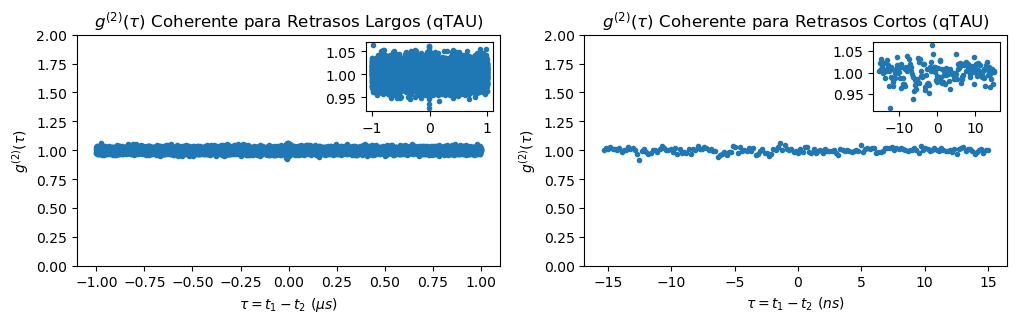 g⁽²⁾(τ) Coherente para Retrasos Largos (qTAU)
2.00
1.75
1.50
1.25
1.00
0.75
0.50
0.25
0.00
g⁽²⁾(τ)
1.05
1.00
0.95
−1 0 1
−1.00 −0.75 −0.50 −0.25 0.00 0.25 0.50 0.75 1.00
τ = t₁ − t₂ (μs)
g⁽²⁾(τ) Coherente para Retrasos Cortos (qTAU)
2.00
1.75
1.50
1.25
1.00
0.75
0.50
0.25
0.00
g⁽²⁾(τ)
1.05
1.00
0.95
−10 0 10
−15 −10 −5 0 5 10 15
τ = t₁ − t₂ (ns)